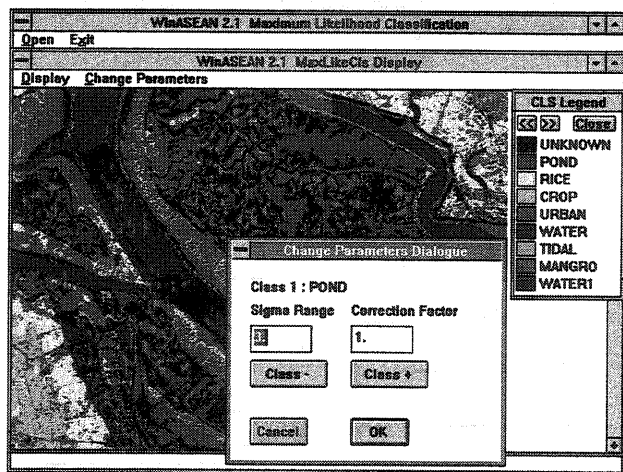 WinASEAN 2.1 Maximum Likelihood Classification
Open Exit
WinASEAN 2.1 MaxLikeCls Display
Display Change Parameters
CLS Legend
<< >> Close
UNKNOWN
POND
RICE
CROP
URBAN
WATER
TIDAL
MANGRO
WATER1
Change Parameters Dialogue
Class 1 : POND
Sigma Range Correction Factor
1.
Class - Class +
Cancel OK